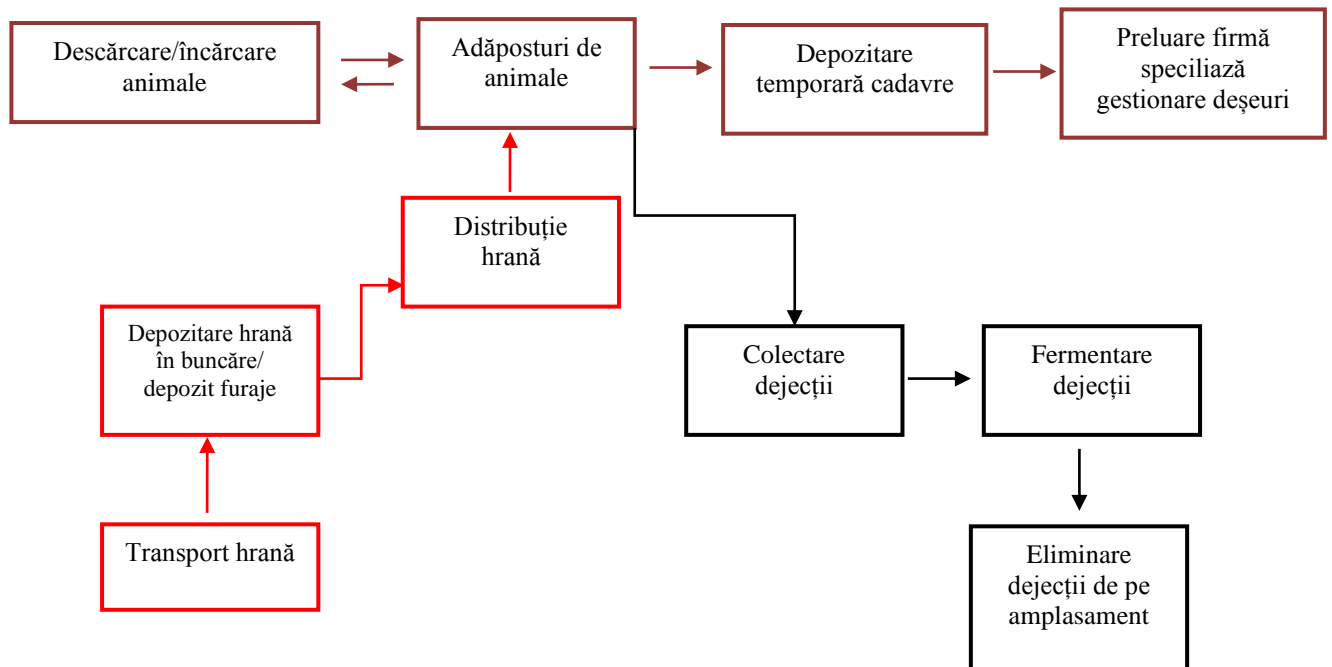 Descărcare/încărcare
animale
Adăposturi de
animale
Depozitare
temporară cadavre
Preluare firmă
speciliază
gestionare deșeuri
Distribuție
hrană
Depozitare hrană
în buncăre/
depozit furaje
Colectare
dejecții
Fermentare
dejecții
Transport hrană
Eliminare
dejecții de pe
amplasament